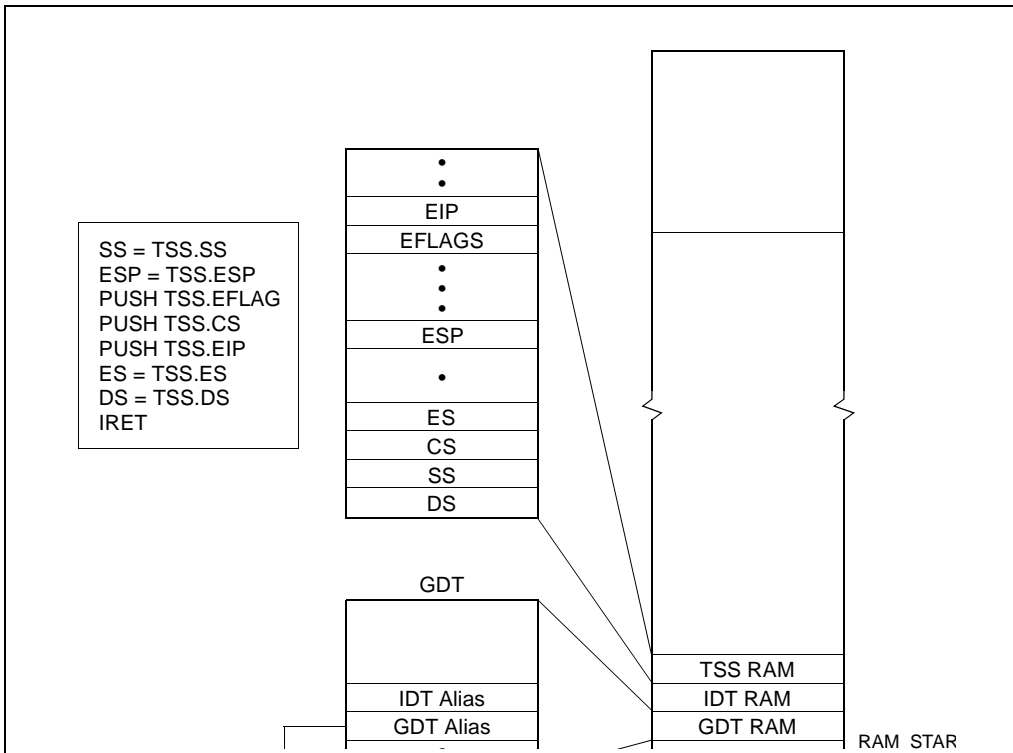 SS = TSS.SS
ESP = TSS.ESP
PUSH TSS.EFLAG
PUSH TSS.CS
PUSH TSS.EIP
ES = TSS.ES
DS = TSS.DS
IRET
•
•
EIP
EFLAGS
•
•
•
ESP
•
ES
CS
SS
DS
GDT
IDT Alias
GDT Alias
TSS RAM
IDT RAM
GDT RAM
RAM_STAR